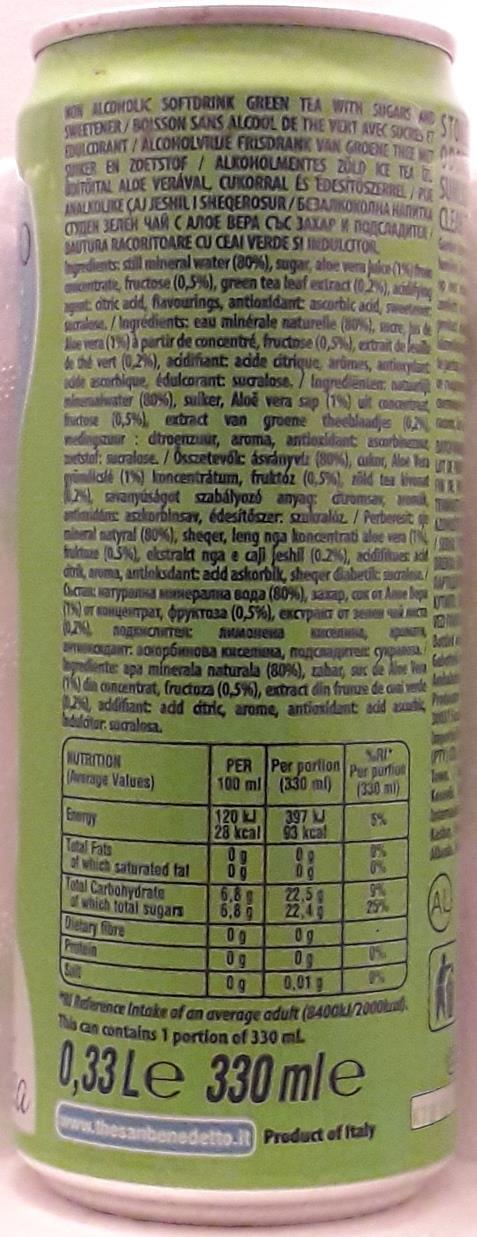 NON ALCOHOLIC SOFTDRINK GREEN TEA WITH SUGARS AND
SWEETENER / BOISSON SANS ALCOOL DE THE VERT AVEC SUCRES ET
EDULCORANT / ALCOHOLVRIJE FRISDRANK VAN GROENE THEE MET
SUIKER EN ZOETSTOF / ALKOHOLMENTES ZÖLD ICE TEA
ÜDÍTŐITAL ALOE VERÁVAL, CUKORRAL ÉS ÉDESÍTŐSZERREL / PIJE
ANALKOLIKE ÇAJ JESHIL I SHEQEROSUR / БЕЗАЛКОХОЛНА НАПИТКА
СТУДЕН ЗЕЛЕН ЧАЙ С АЛОЕ ВЕРА СЪС ЗАХАР И ПОДСЛАДИТЕЛ /
BAUTURA RACORITOARE CU CEAI VERDE SI INDULCITOR.
Ingredients: still mineral water (80%), sugar, aloe vera juice (1%) from
concentrate, fructose (0,5%), green tea leaf extract (0,2%), acidifying
agent: citric acid, flavourings, antioxidant: ascorbic acid, sweetener:
sucralose. / Ingrédients: eau minérale naturelle (80%), sucre, jus de
Aloe vera (1%) à partir de concentré, fructose (0,5%), extrait de feuille
de thé vert (0,2%), acidifiant: acide citrique, arômes, antioxydant:
acide ascorbique, édulcorant: sucralose. / Ingrediënten: natuurlijk
mineraalwater (80%), suiker, Aloë vera sap (1%) uit concentraat,
fructose (0,5%), extract van groene theebladjes (0,2%),
voedingszuur : citroenzuur, aroma, antioxidant: ascorbinezuur,
zoetstof: sucralose. / Összetevők: ásványvíz (80%), cukor, Aloe Vera
gyümölcslé (1%) koncentrátum, fruktóz (0,5%), zöld tea kivonat
(0,2%), savanyúságot szabályozó anyag: citromsav, aromák,
antioxidáns: aszkorbinsav, édesítőszer: szukralóz. / Perberesit: uje
mineral natyral (80%), sheqer, leng nga koncentrati aloe vera (1%),
fruktoze (0.5%), ekstrakt nga e caji jeshil (0.2%), acidifikues: acid
citrik, aroma, antioksidant: acid askorbik, sheqer diabetik: sucralose. /
Състав: натурална минерална вода (80%), захар, сок от Алое Вера
(1%) от концентрат, фруктоза (0,5%), екстракт от зелен чай листа
(0,2%), подкислител: лимонена киселина, аромати,
антиоксидант: аскорбинова киселина, подсладител: сукралоза. /
Ingrediente: apa minerala naturala (80%), zahar, suc de Aloe Vera
(1%) din concentrat, fructoza (0,5%), extract din frunze de ceai verde
(0,2%), acidifiant: acid citric, arome, antioxidant: acid ascorbic,
indulcitor: sucralosa.
NUTRITION PER Per portion %RI*
(Average Values) 100 ml (330 ml) Per portion
(330 ml)
Energy 120 kJ 397 kJ 5%
28 kcal 93 kcal
Total Fats 0 g 0 g 0%
of which saturated fat 0 g 0 g 0%
Total Carbohydrate 6,8 g 22,5 g 9%
of which total sugars 6,8 g 22,4 g 25%
Dietary fibre 0 g 0 g
Protein 0 g 0 g 0%
Salt 0 g 0,01 g 0%
*RI Reference Intake of an average adult (8400kJ/2000kcal).
This can contains 1 portion of 330 ml.
0,33 L e 330 ml e
www.thesanbenedetto.it Product of Italy
AL